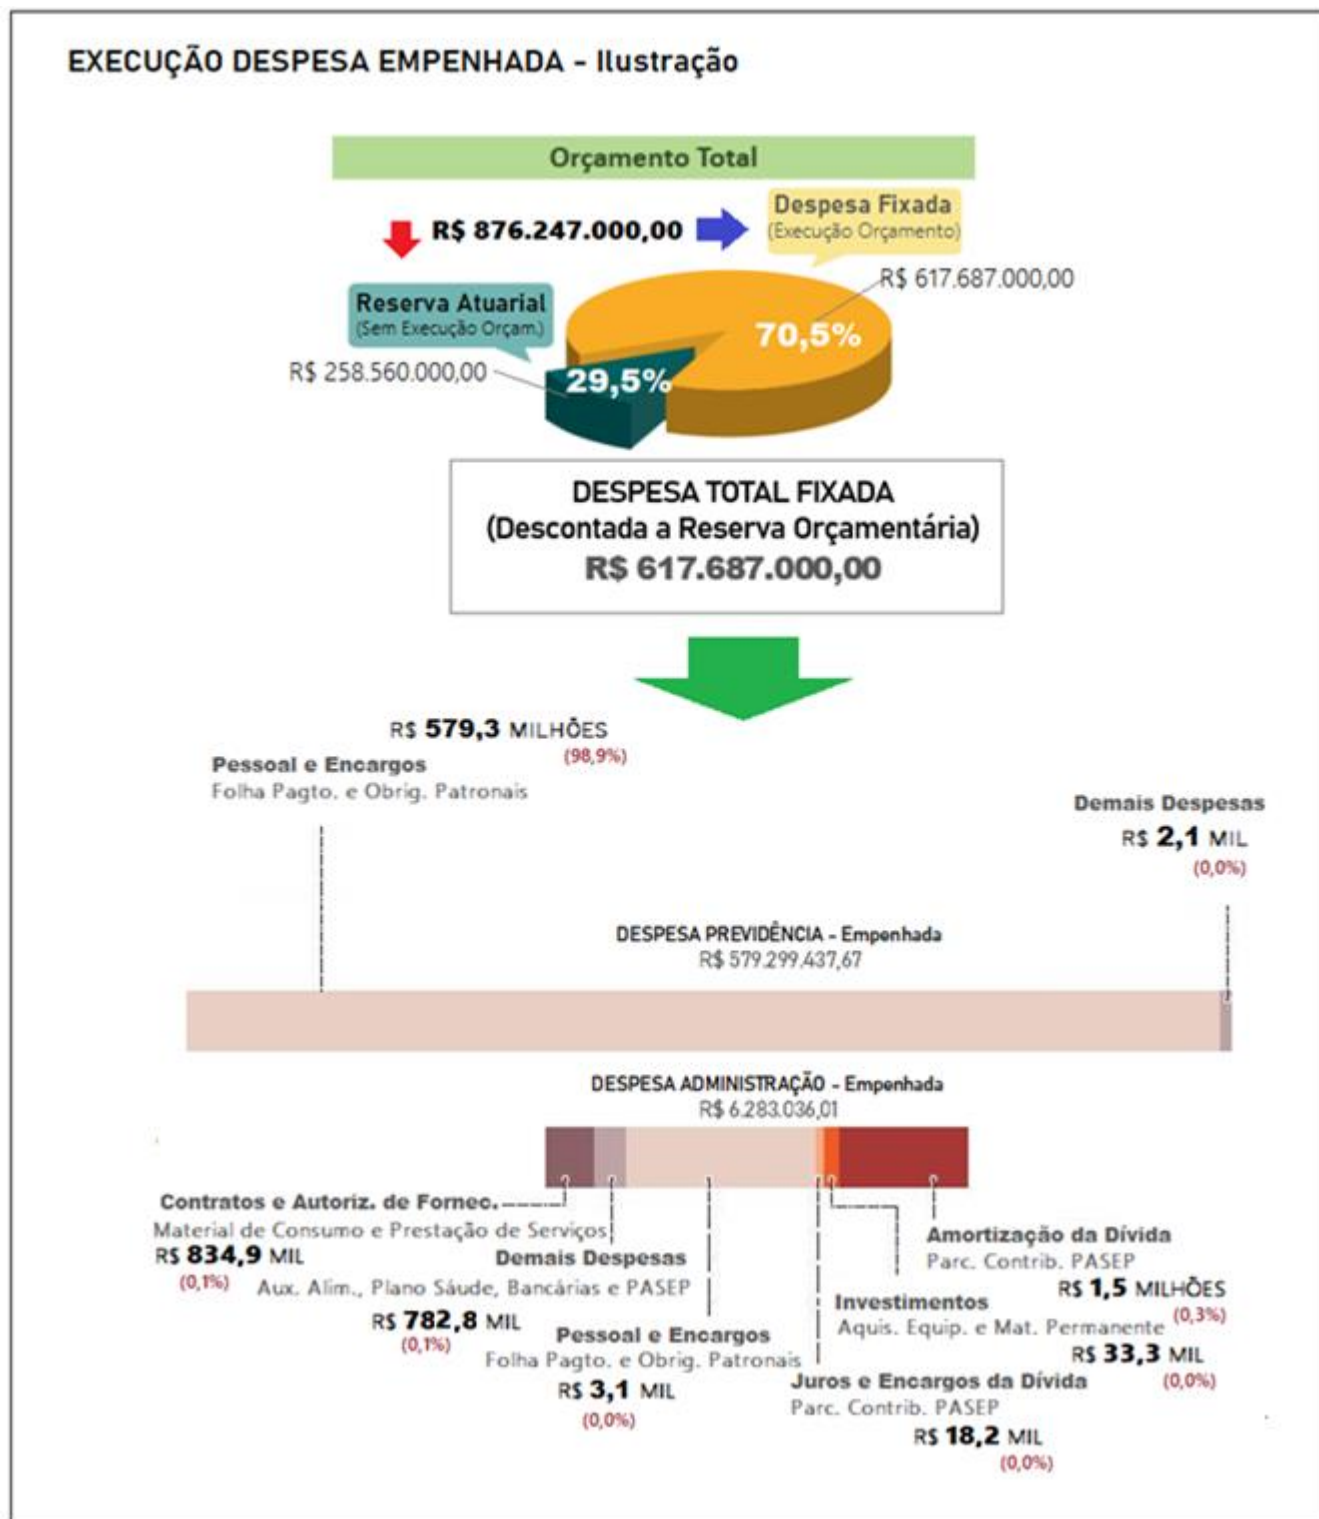 EXECUÇÃO DESPESA EMPENHADA - Ilustração
Orçamento Total
R$ 876.247.000,00
Despesa Fixada
(Execução Orçamento)
R$ 617.687.000,00
Reserva Atuarial
(Sem Execução Orçam.)
R$ 258.560.000,00
70,5%
29,5%
DESPESA TOTAL FIXADA
(Descontada a Reserva Orçamentária)
R$ 617.687.000,00
R$ 579,3 MILHÕES
(98,9%)
Pessoal e Encargos
Folha Pagto. e Obrig. Patronais
Demais Despesas
R$ 2,1 MIL
(0,0%)
DESPESA PREVIDÊNCIA - Empenhada
R$ 579.299.437,67
DESPESA ADMINISTRAÇÃO - Empenhada
R$ 6.283.036,01
Contratos e Autoriz. de Fornec.
Material de Consumo e Prestação de Serviços
R$ 834,9 MIL
(0,1%)
Demais Despesas
Aux. Alim., Plano Sáude, Bancárias e PASEP
R$ 782,8 MIL
(0,1%)
Pessoal e Encargos
Folha Pagto. e Obrig. Patronais
R$ 3,1 MIL
(0,0%)
Amortização da Dívida
Parc. Contrib. PASEP
R$ 1,5 MILHÕES
(0,3%)
Investimentos
Aquis. Equip. e Mat. Permanente
R$ 33,3 MIL
(0,0%)
Juros e Encargos da Dívida
Parc. Contrib. PASEP
R$ 18,2 MIL
(0,0%)